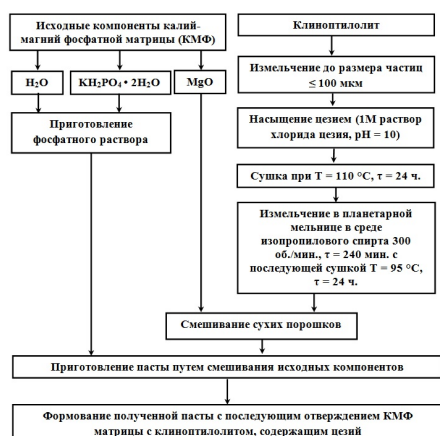 Исходные компоненты калий-
магний фосфатной матрицы (КМФ)
H₂O
KH₂PO₄ • 2H₂O
MgO
Приготовление
фосфатного раствора
Клиноптилолит
Измельчение до размера частиц
≤ 100 мкм
Насыщение цезием (1М раствор
хлорида цезия, рН = 10)
Сушка при Т = 110 °С, τ = 24 ч.
Измельчение в планетарной
мельнице в среде
изопропилового спирта 300
об./мин., τ = 240 мин. с
последующей сушкой Т = 95 °С,
τ = 24 ч.
Смешивание сухих порошков
Приготовление пасты путем смешивания исходных компонентов
Формование полученной пасты с последующим отверждением КМФ
матрицы с клиноптилолитом, содержащим цезий